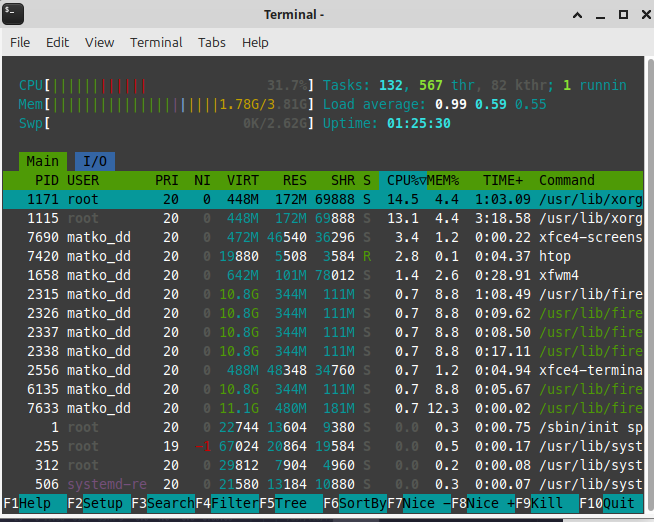 Terminal -
File Edit View Terminal Tabs Help
CPU[|||||||||||||| 31.7%] Tasks: 132, 567 thr, 82 kthr; 1 runnin
Mem[|||||||||||||||||||||||1.78G/3.81G] Load average: 0.99 0.59 0.55
Swp[ 0K/2.62G] Uptime: 01:25:30
Main I/O
PID USER PRI NI VIRT RES SHR S CPU%▽MEM% TIME+ Command
1171 root 20 0 448M 172M 69888 S 14.5 4.4 1:03.09 /usr/lib/xorg
1115 root 20 0 448M 172M 69888 S 13.1 4.4 3:18.58 /usr/lib/xorg
7690 matko_dd 20 0 472M 46540 36296 S 3.4 1.2 0:00.22 xfce4-screens
7420 matko_dd 20 0 19880 5508 3584 R 2.8 0.1 0:04.37 htop
1658 matko_dd 20 0 642M 101M 78012 S 1.4 2.6 0:28.91 xfwm4
2315 matko_dd 20 0 10.8G 344M 111M S 0.7 8.8 1:08.49 /usr/lib/fire
2326 matko_dd 20 0 10.8G 344M 111M S 0.7 8.8 0:09.62 /usr/lib/fire
2337 matko_dd 20 0 10.8G 344M 111M S 0.7 8.8 0:08.50 /usr/lib/fire
2338 matko_dd 20 0 10.8G 344M 111M S 0.7 8.8 0:17.11 /usr/lib/fire
2556 matko_dd 20 0 488M 48348 34760 S 0.7 1.2 0:04.94 xfce4-termina
6135 matko_dd 20 0 10.8G 344M 111M S 0.7 8.8 0:05.67 /usr/lib/fire
7633 matko_dd 20 0 11.1G 480M 181M S 0.7 12.3 0:00.02 /usr/lib/fire
1 root 20 0 22744 13604 9380 S 0.0 0.3 0:00.75 /sbin/init sp
255 root 19 -1 67024 20864 19584 S 0.0 0.5 0:00.17 /usr/lib/syst
312 root 20 0 29812 7904 4960 S 0.0 0.2 0:00.08 /usr/lib/syst
506 systemd-re 20 0 21580 13184 10880 S 0.0 0.3 0:00.07 /usr/lib/syst
F1Help F2Setup F3SearchF4FilterF5Tree F6SortByF7Nice -F8Nice +F9Kill F10Quit